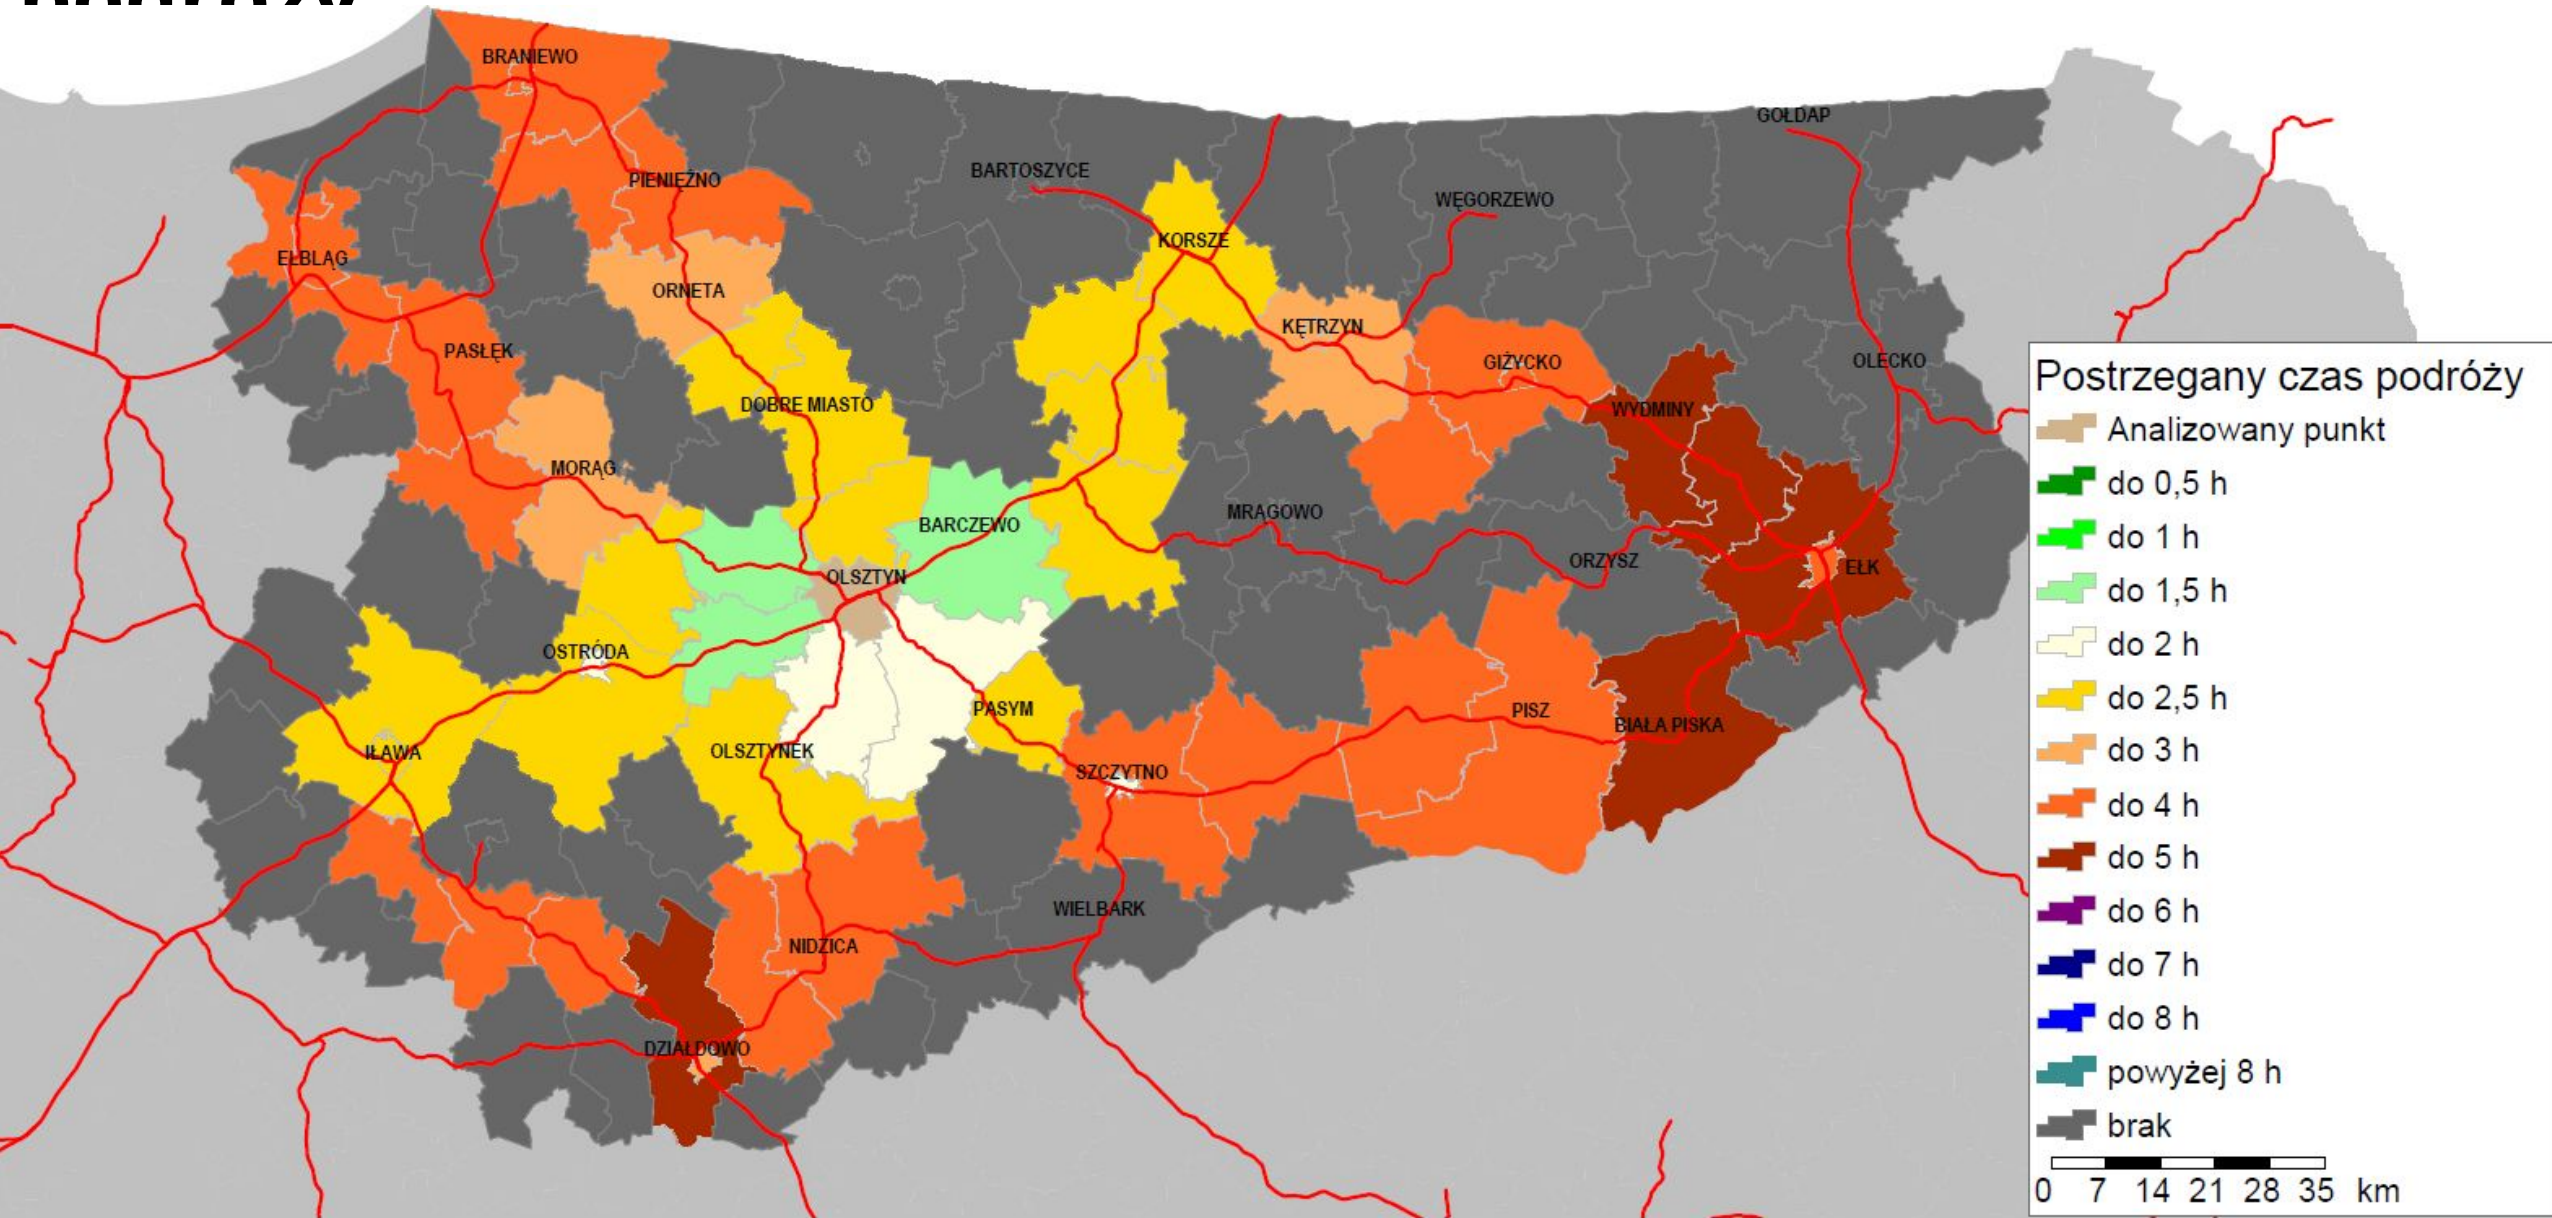 BRANIEWO
GOŁDAP
BARTOSZYCE
PIENIĘŻNO
WĘGORZEWO
KORSZE
ELBLĄG
ORNETA
KĘTRZYN
PASŁĘK
GIŻYCKO
OLECKO
DOBRE MIASTO
WYDMINY
MORĄG
MRĄGOWO
BARCZEWO
ORZYSZ
EŁK
OLSZTYN
OSTRÓDA
PASYM
PISZ
BIAŁA PISKA
IŁAWA
OLSZTYNEK
SZCZYTNO
WIELBARK
NIDZICA
DZIAŁDOWO
Postrzegany czas podróży
Analizowany punkt
do 0,5 h
do 1 h
do 1,5 h
do 2 h
do 2,5 h
do 3 h
do 4 h
do 5 h
do 6 h
do 7 h
do 8 h
powyżej 8 h
brak
0 7 14 21 28 35 km